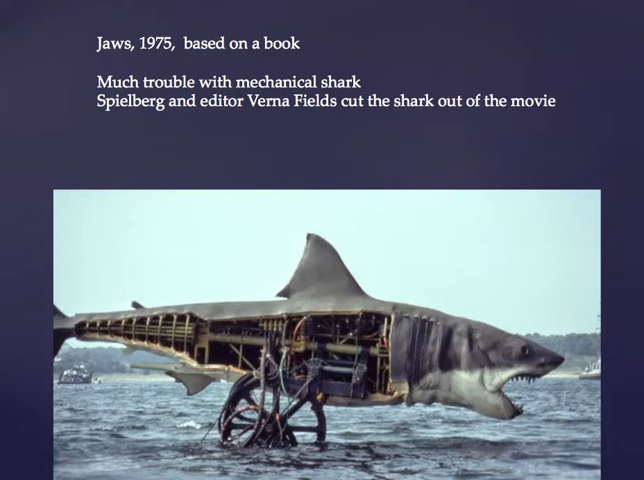 Jaws, 1975,  based on a book
Much trouble with mechanical shark
Spielberg and editor Verna Fields cut the shark out of the movie